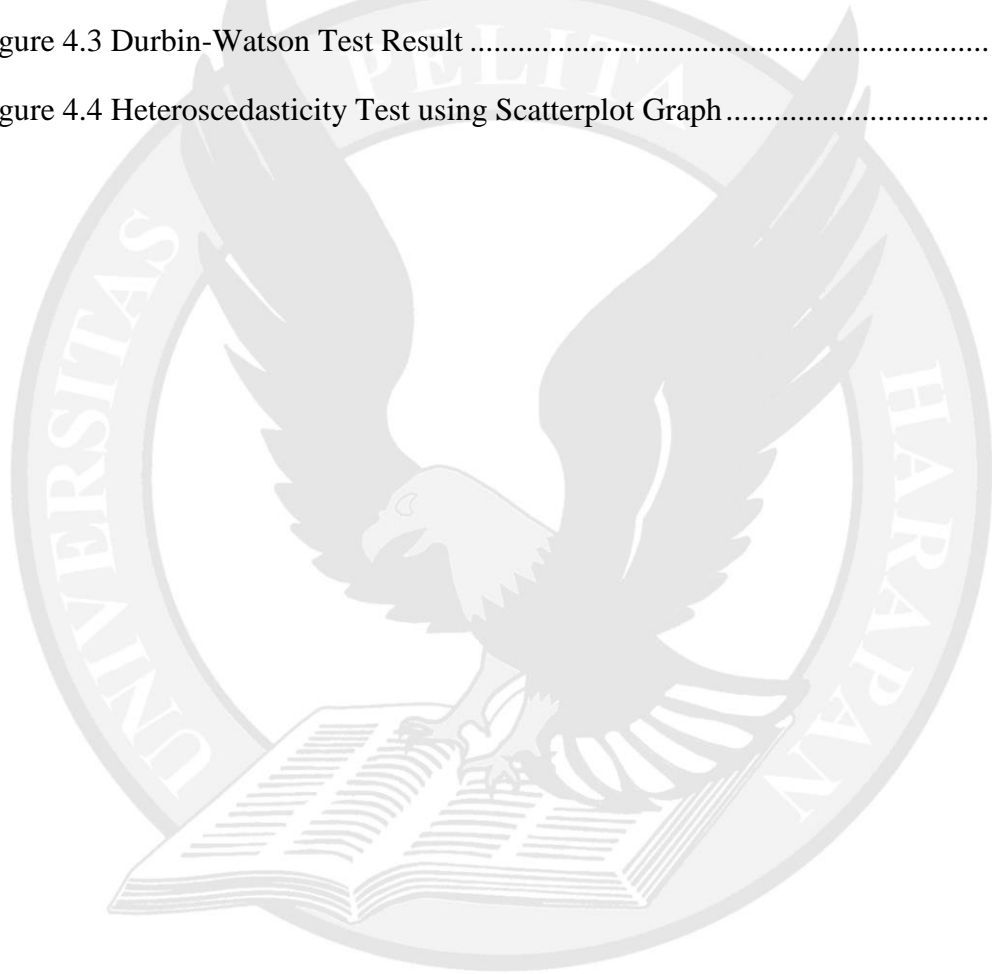 gure 4.3 Durbin-Watson Test Result ................................................................
gure 4.4 Heteroscedasticity Test using Scatterplot Graph .................................
UNIVERSITAS PELITA HARAPAN